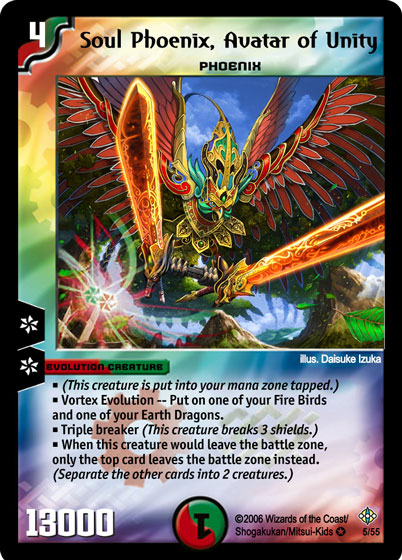 4
Soul Phoenix, Avatar of Unity
PHOENIX
illus. Daisuke Izuka
EVOLUTION CREATURE
▪ (This creature is put into your mana zone tapped.)
▪ Vortex Evolution -- Put on one of your Fire Birds
and one of your Earth Dragons.
▪ Triple breaker (This creature breaks 3 shields.)
▪ When this creature would leave the battle zone,
only the top card leaves the battle zone instead.
(Separate the other cards into 2 creatures.)
13000
1
©2006 Wizards of the Coast/
Shogakukan/Mitsui-Kids ✪ 5/55